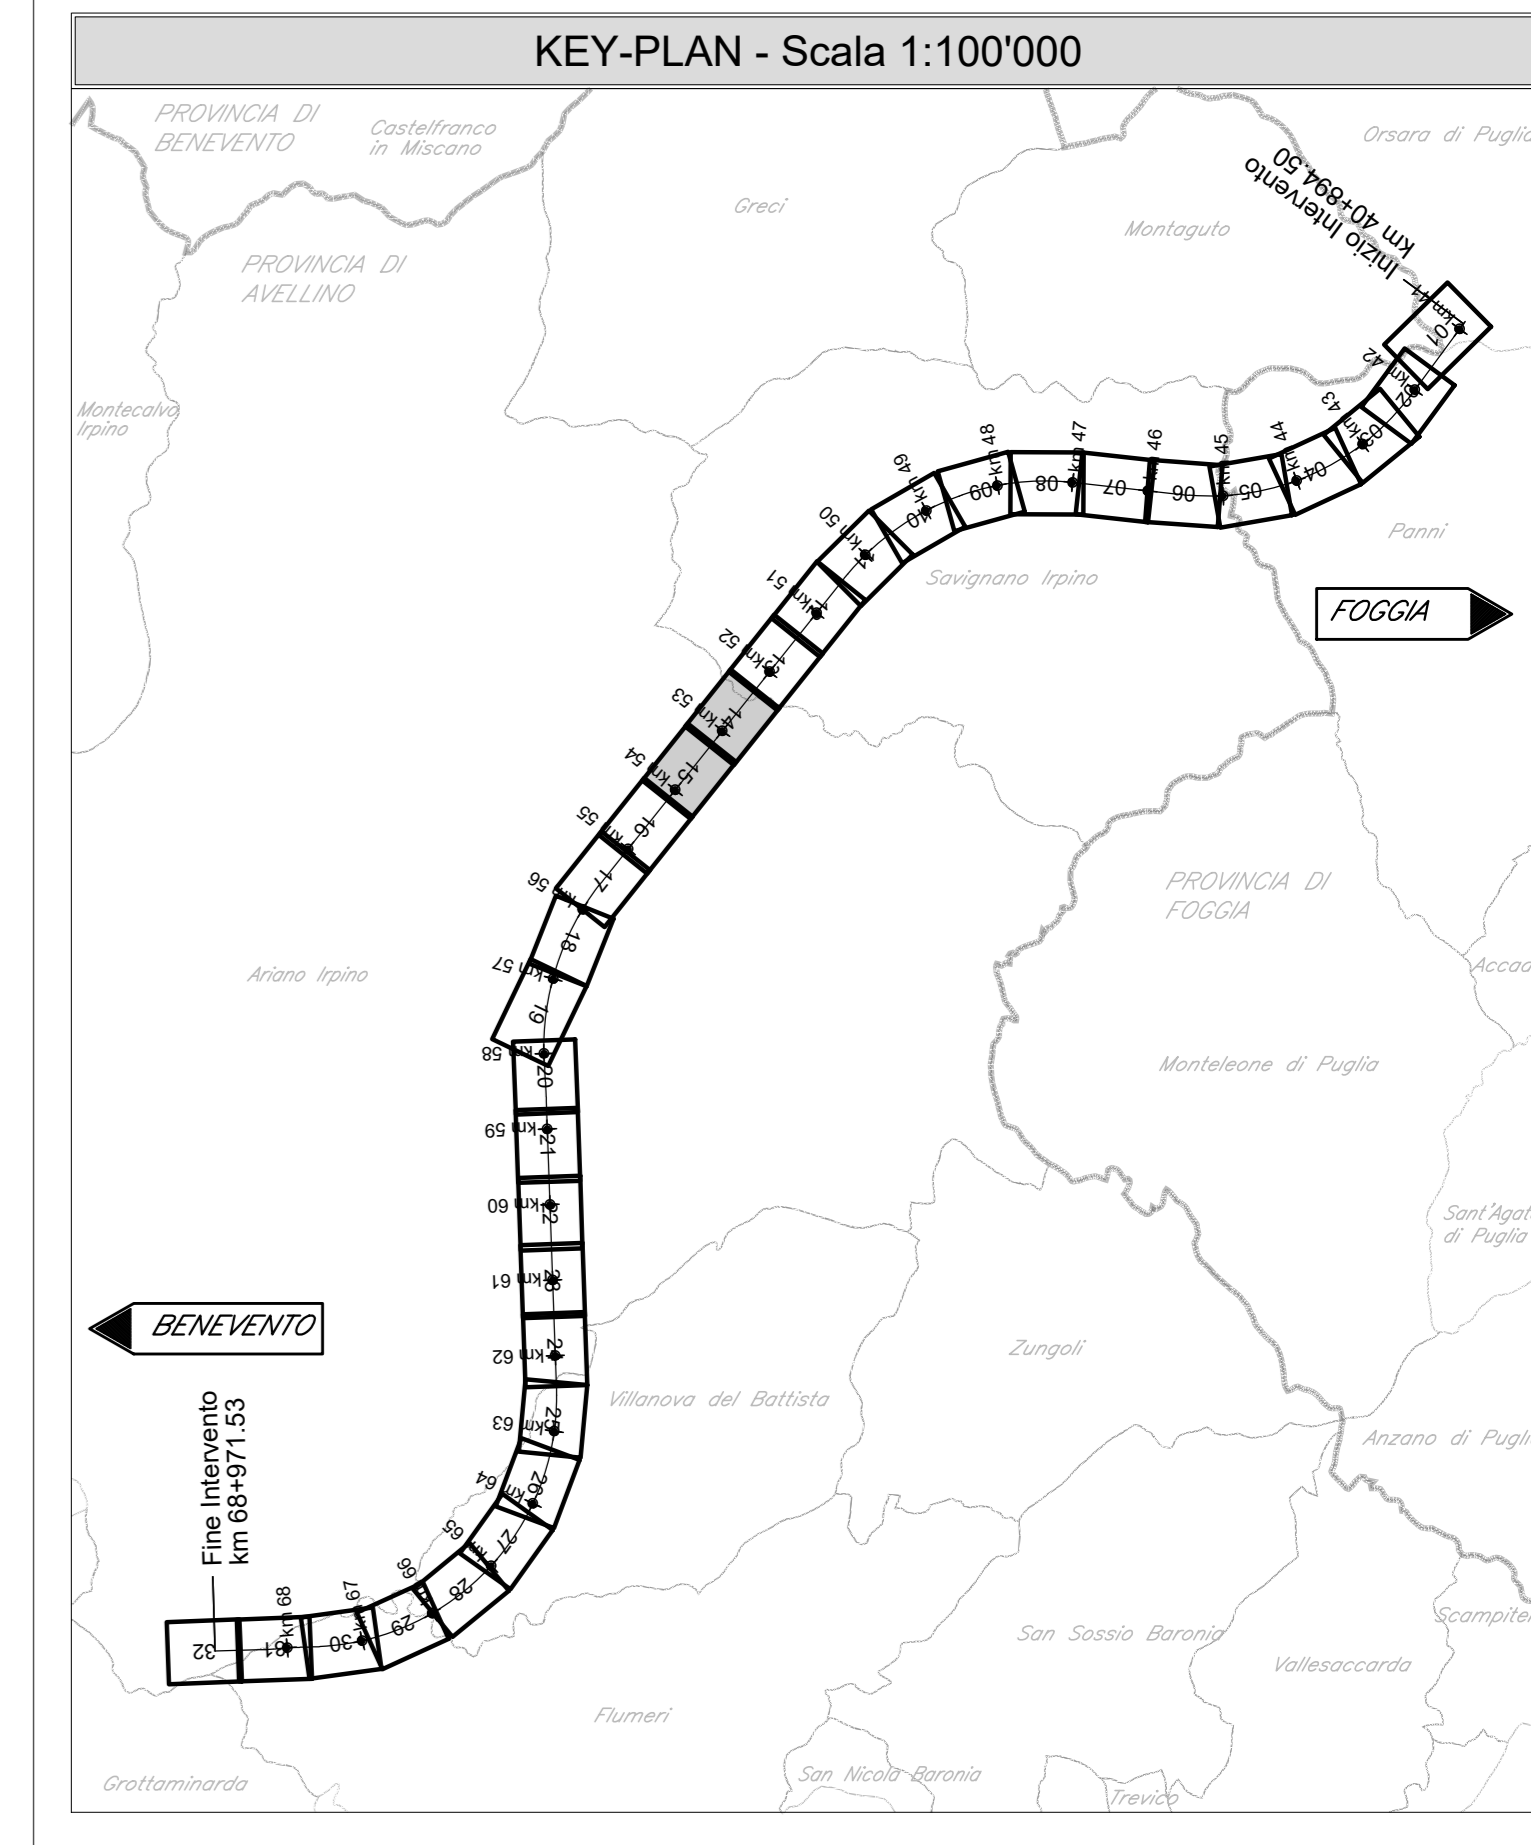 KEY-PLAN - Scala 1:100'000
PROVINCIA DI
BENEVENTO
Castelfranco
in Miscano
Orsara di Puglia
Greci
Montaguto
Inizio Intervento
km 40+894.50
PROVINCIA DI
AVELLINO
km 41
01
km 42
02
Montecalvo
Irpino
km 43
03
km 44
04
km 45
05
km 46
06
km 47
07
km 48
08
km 49
09
km 50
10
km 51
11
12
km 52
13
km 53
14
km 54
15
km 55
16
km 56
17
18
km 57
19
km 58
20
km 59
21
km 60
22
km 61
23
km 62
24
km 63
25
km 64
26
km 65
27
km 66
28
29
km 67
30
km 68
31
32
Panni
Savignano Irpino
FOGGIA
PROVINCIA DI
FOGGIA
Ariano Irpino
Monteleone di Puglia
Sant'Agat
di Puglia
BENEVENTO
Zungoli
Villanova del Battista
Fine Intervento
km 68+971.53
Anzano di Pugli
San Sossio Baronia
Vallesaccarda
Flumeri
San Nicola Baronia
Trevico
Grottaminarda
Accad
Scampite